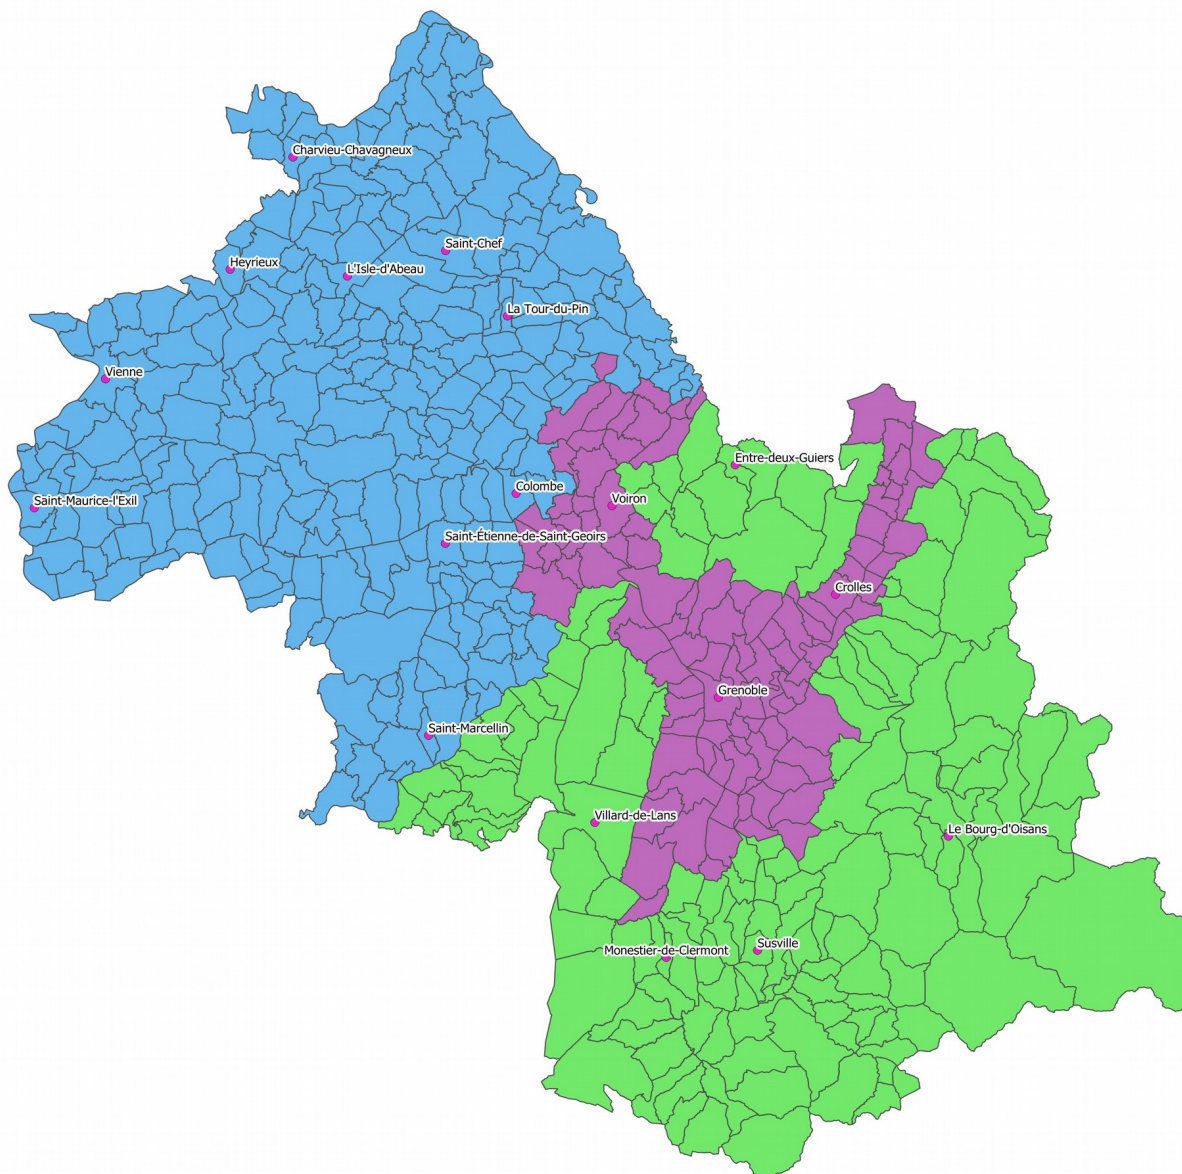 Charvieu-Chavagneux
Saint-Chef
Heyrieux
L'Isle-d'Abeau
La Tour-du-Pin
Vienne
Entre-deux-Guiers
Colombe
Saint-Maurice-l'Exil
Voiron
Saint-Étienne-de-Saint-Geoirs
Crolles
Grenoble
Saint-Marcellin
Villard-de-Lans
Le Bourg-d'Oisans
Susville
Monestier-de-Clermont